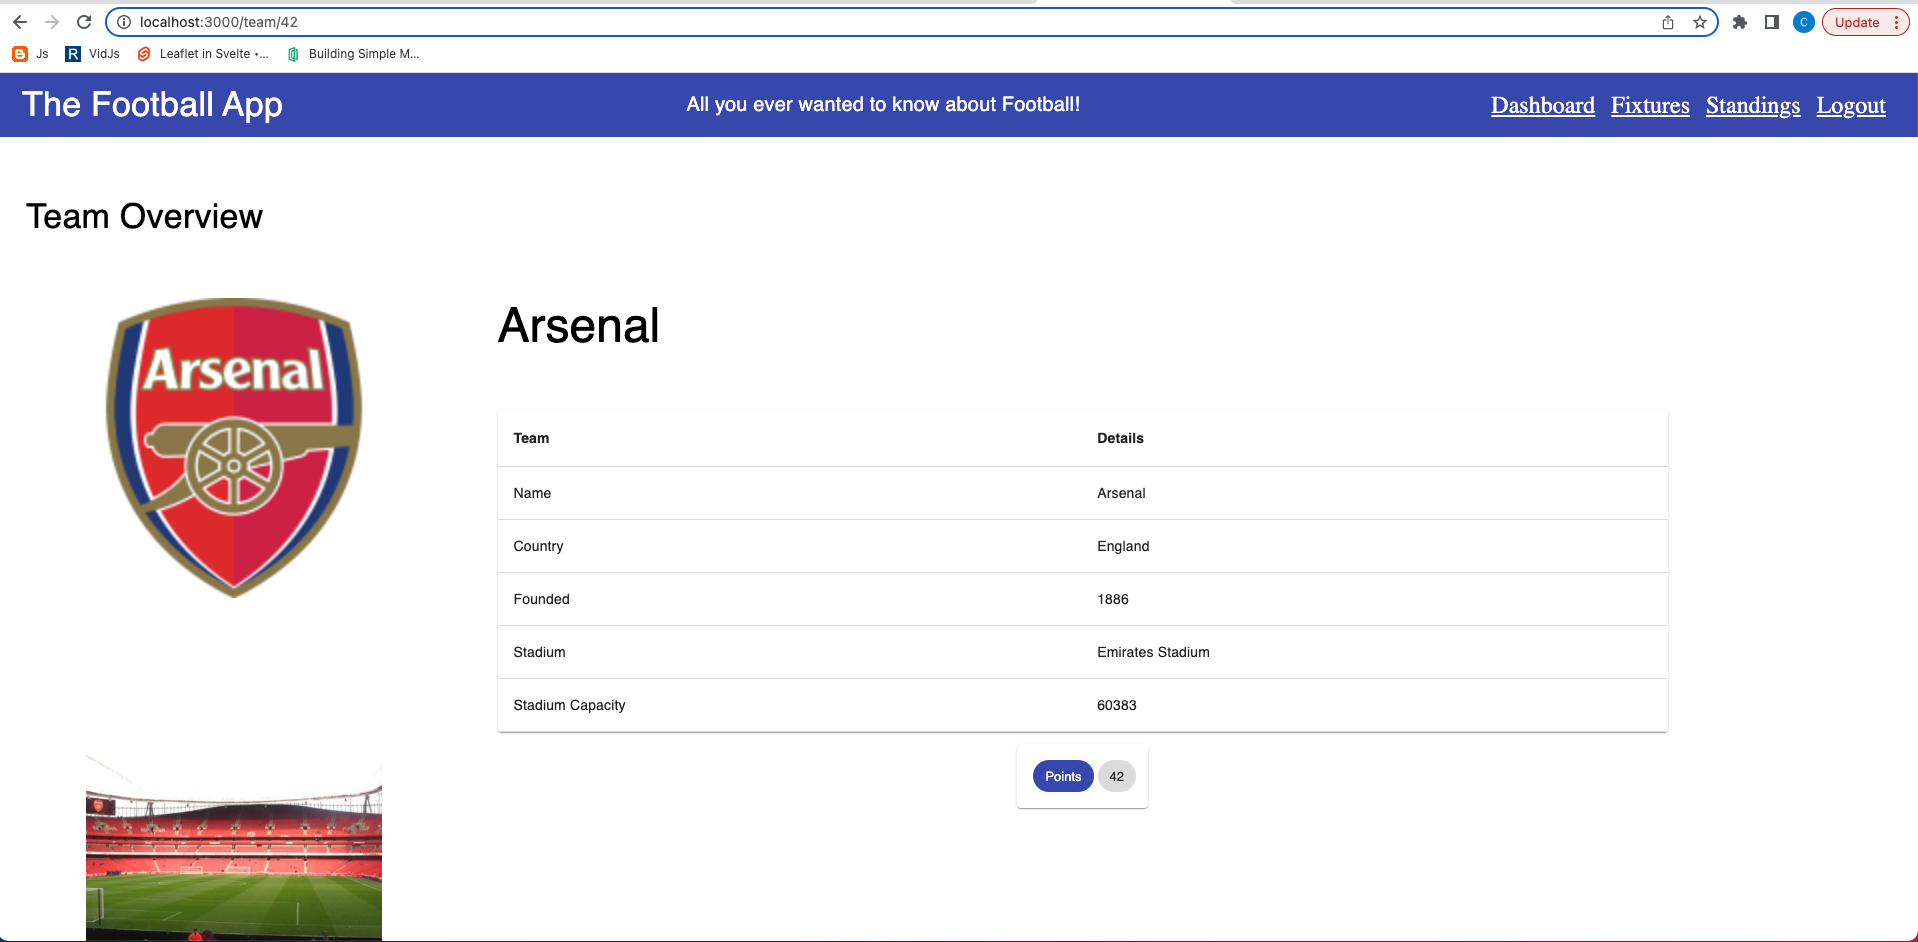 localhost:3000/team/42
C
Update
Js VidJs Leaflet in Svelte •... Building Simple M...
The Football App
All you ever wanted to know about Football!
Dashboard Fixtures Standings Logout
Team Overview
Arsenal
Arsenal
Team Details
Name Arsenal
Country England
Founded 1886
Stadium Emirates Stadium
Stadium Capacity 60383
Points 42